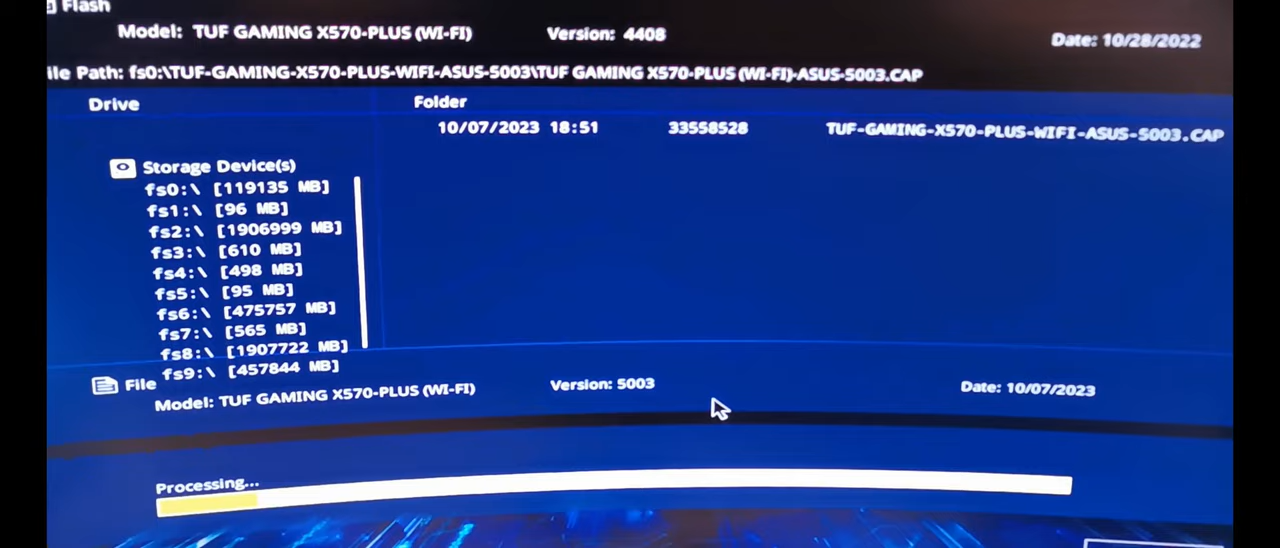 Flash
Model: TUF GAMING X570-PLUS (WI-FI) Version: 4408 Date: 10/28/2022
ile Path: fs0:\TUF-GAMING-X570-PLUS-WIFI-ASUS-5003\TUF GAMING X570-PLUS (WI-FI)-ASUS-5003.CAP
Drive Folder
10/07/2023 18:51 33558528 TUF-GAMING-X570-PLUS-WIFI-ASUS-5003.CAP
Storage Device(s)
fs0:\ [119135 MB]
fs1:\ [96 MB]
fs2:\ [1906999 MB]
fs3:\ [610 MB]
fs4:\ [498 MB]
fs5:\ [95 MB]
fs6:\ [475757 MB]
fs7:\ [565 MB]
fs8:\ [1907722 MB]
fs9:\ [457844 MB]
File
Model: TUF GAMING X570-PLUS (WI-FI) Version: 5003 Date: 10/07/2023
Processing...